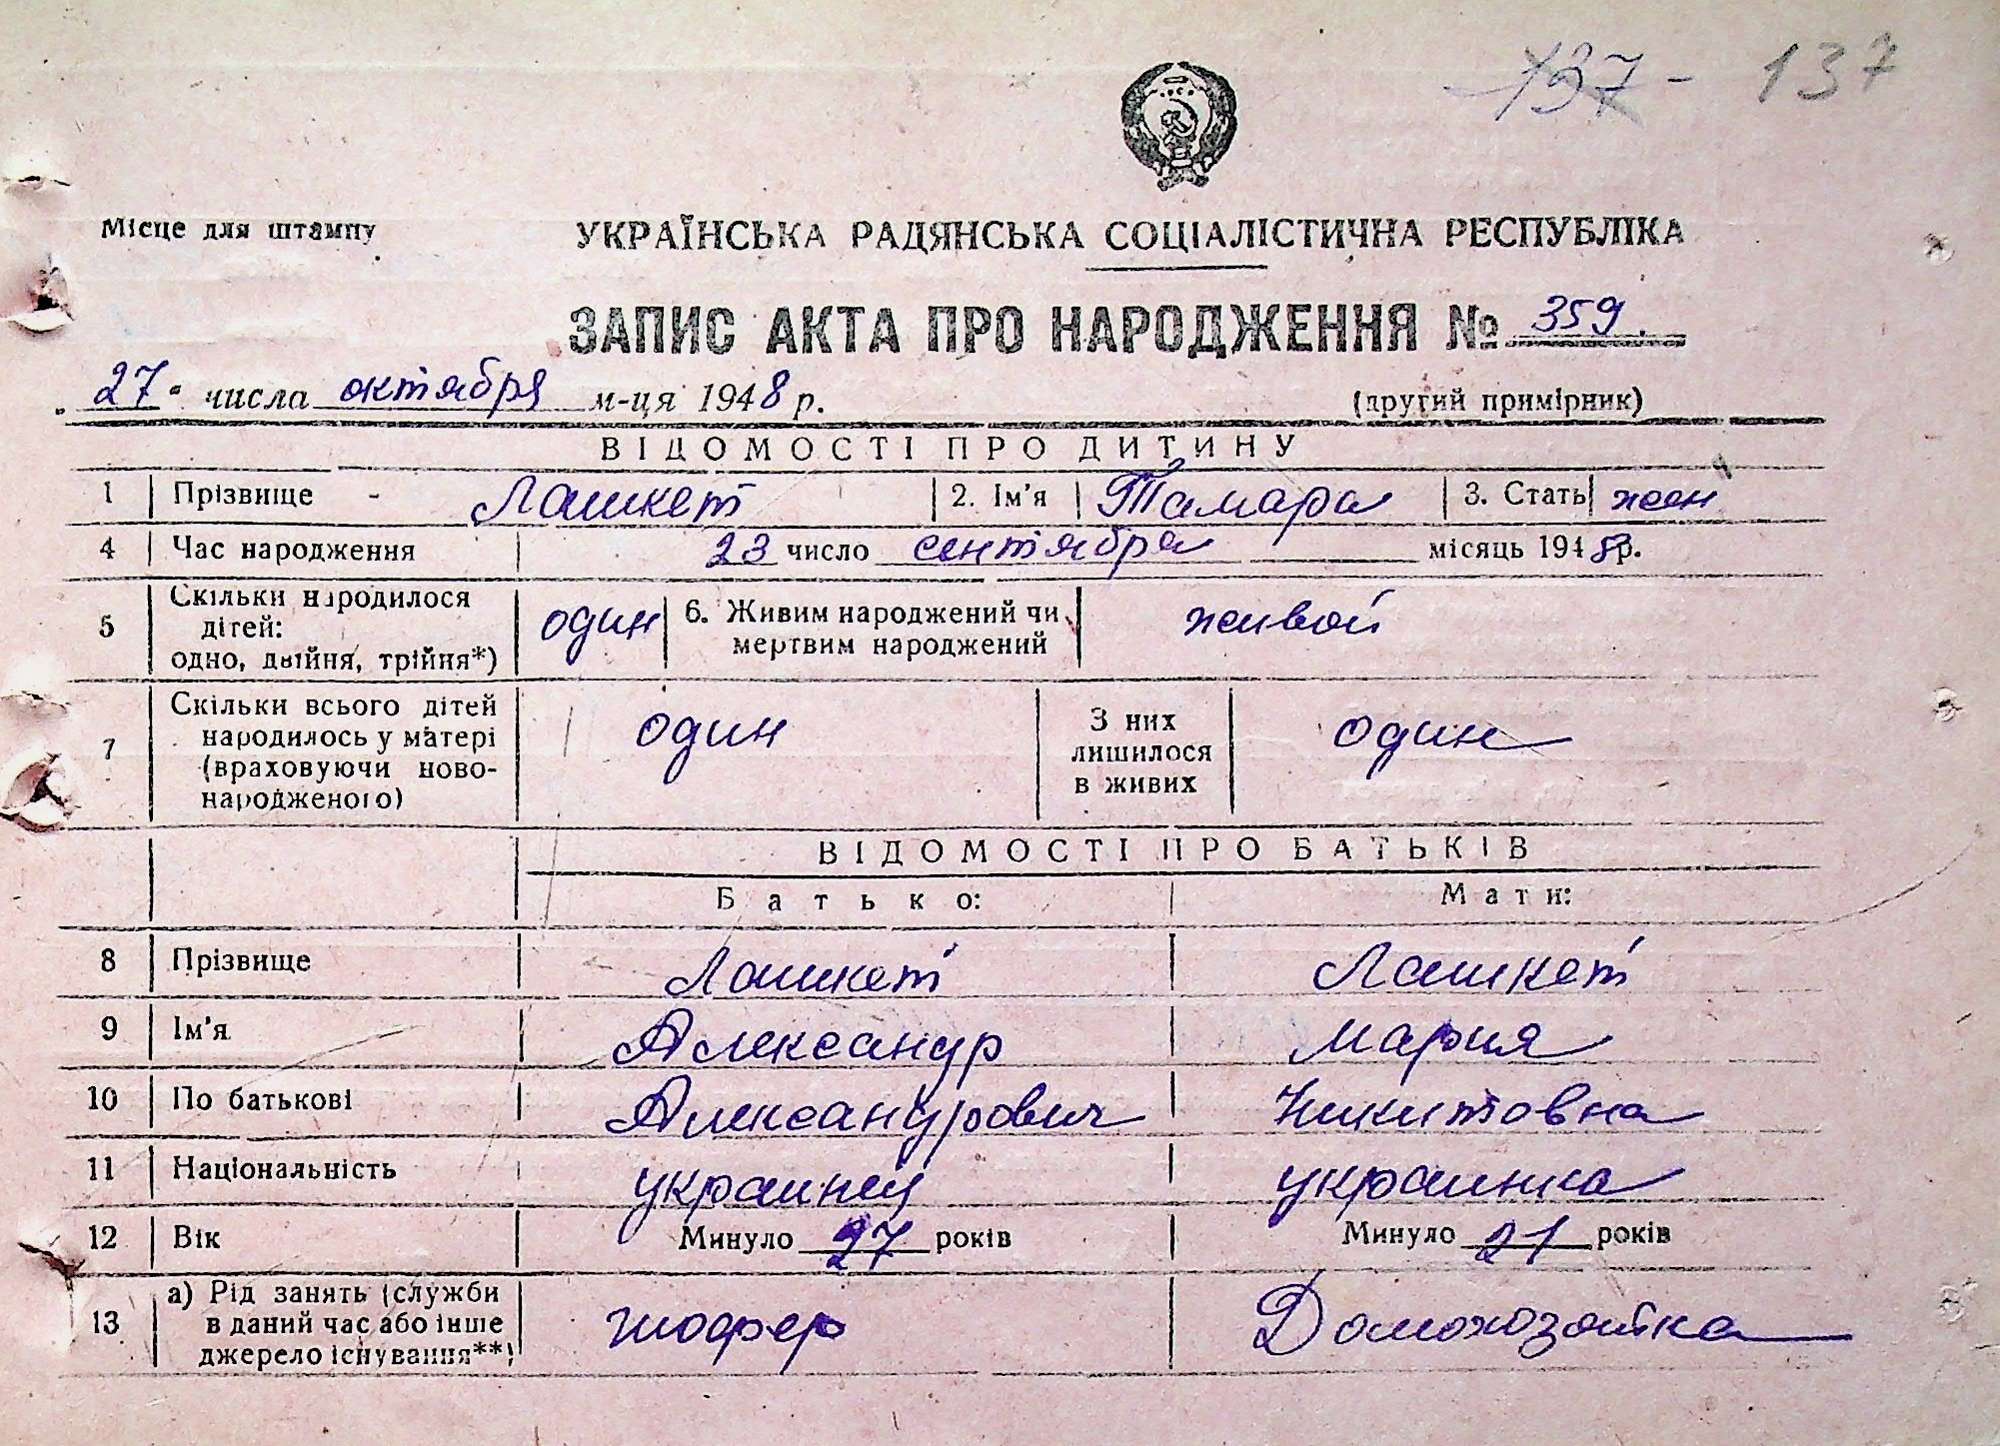 137 - 137
Місце для штампу
УКРАЇНСЬКА РАДЯНСЬКА СОЦІАЛІСТИЧНА РЕСПУБЛІКА
ЗАПИС АКТА ПРО НАРОДЖЕННЯ № 359.
„27“ числа октября м-ця 1948 р.
(другий примірник)
ВІДОМОСТІ ПРО ДИТИНУ
1 Прізвище - Лашкет 2. Ім'я Тамара 3. Стать жен
4 Час народження 23 число сентября місяць 1948 р.
5 Скільки народилося
дітей:
одно, двійня, трійня*)
один
6. Живим народжений чи
мертвим народжений
живой
7 Скільки всього дітей
народилось у матері
(враховуючи ново-
народженого)
один
З них
лишилося
в живих
один
ВІДОМОСТІ ПРО БАТЬКІВ
Батько: Мати:
8 Прізвище Лашкет Лашкет
9 Ім'я Александр Мария
10 По батькові Александрович Никитовна
11 Національність украинец украинка
12 Вік Минуло 27 років Минуло 21 років
13 а) Рід занять (служби
в даний час або інше
джерело існування**)
шофер Домохозяйка